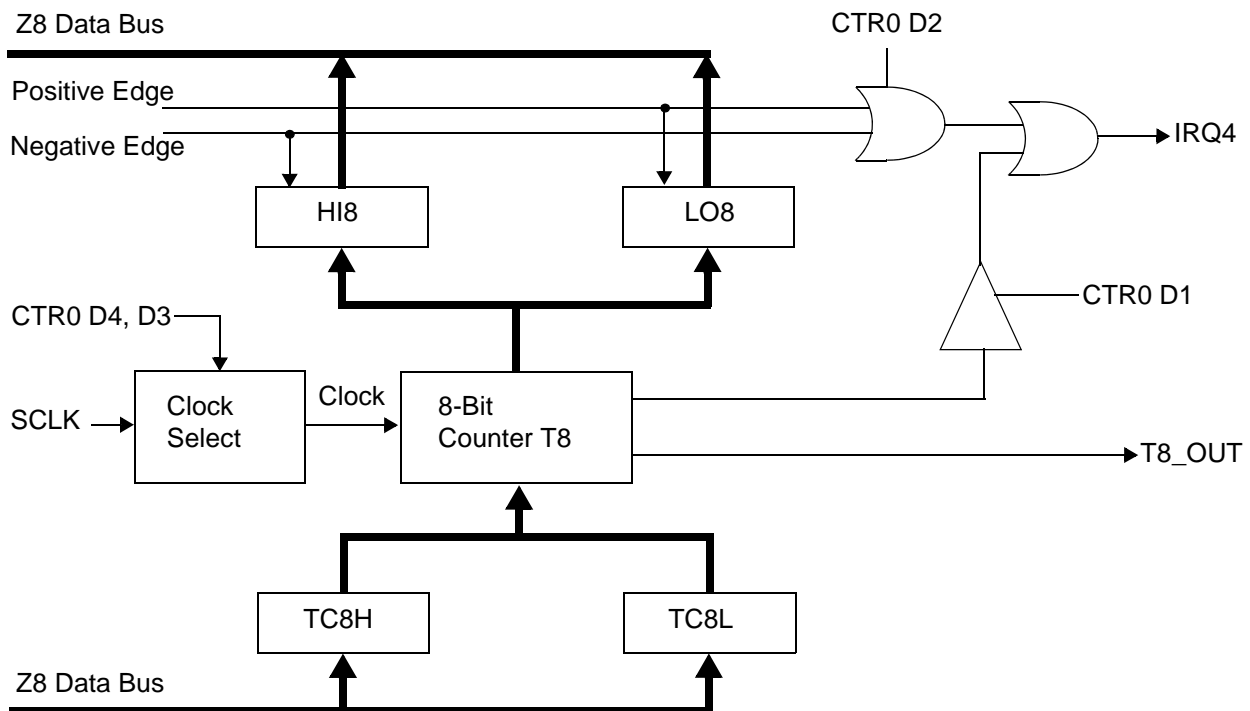 Z8 Data Bus
CTR0 D2
Positive Edge
Negative Edge
IRQ4
HI8
LO8
CTR0 D1
CTR0 D4, D3
Clock
SCLK
Clock
Select
8-Bit
Counter T8
T8_OUT
TC8H
TC8L
Z8 Data Bus